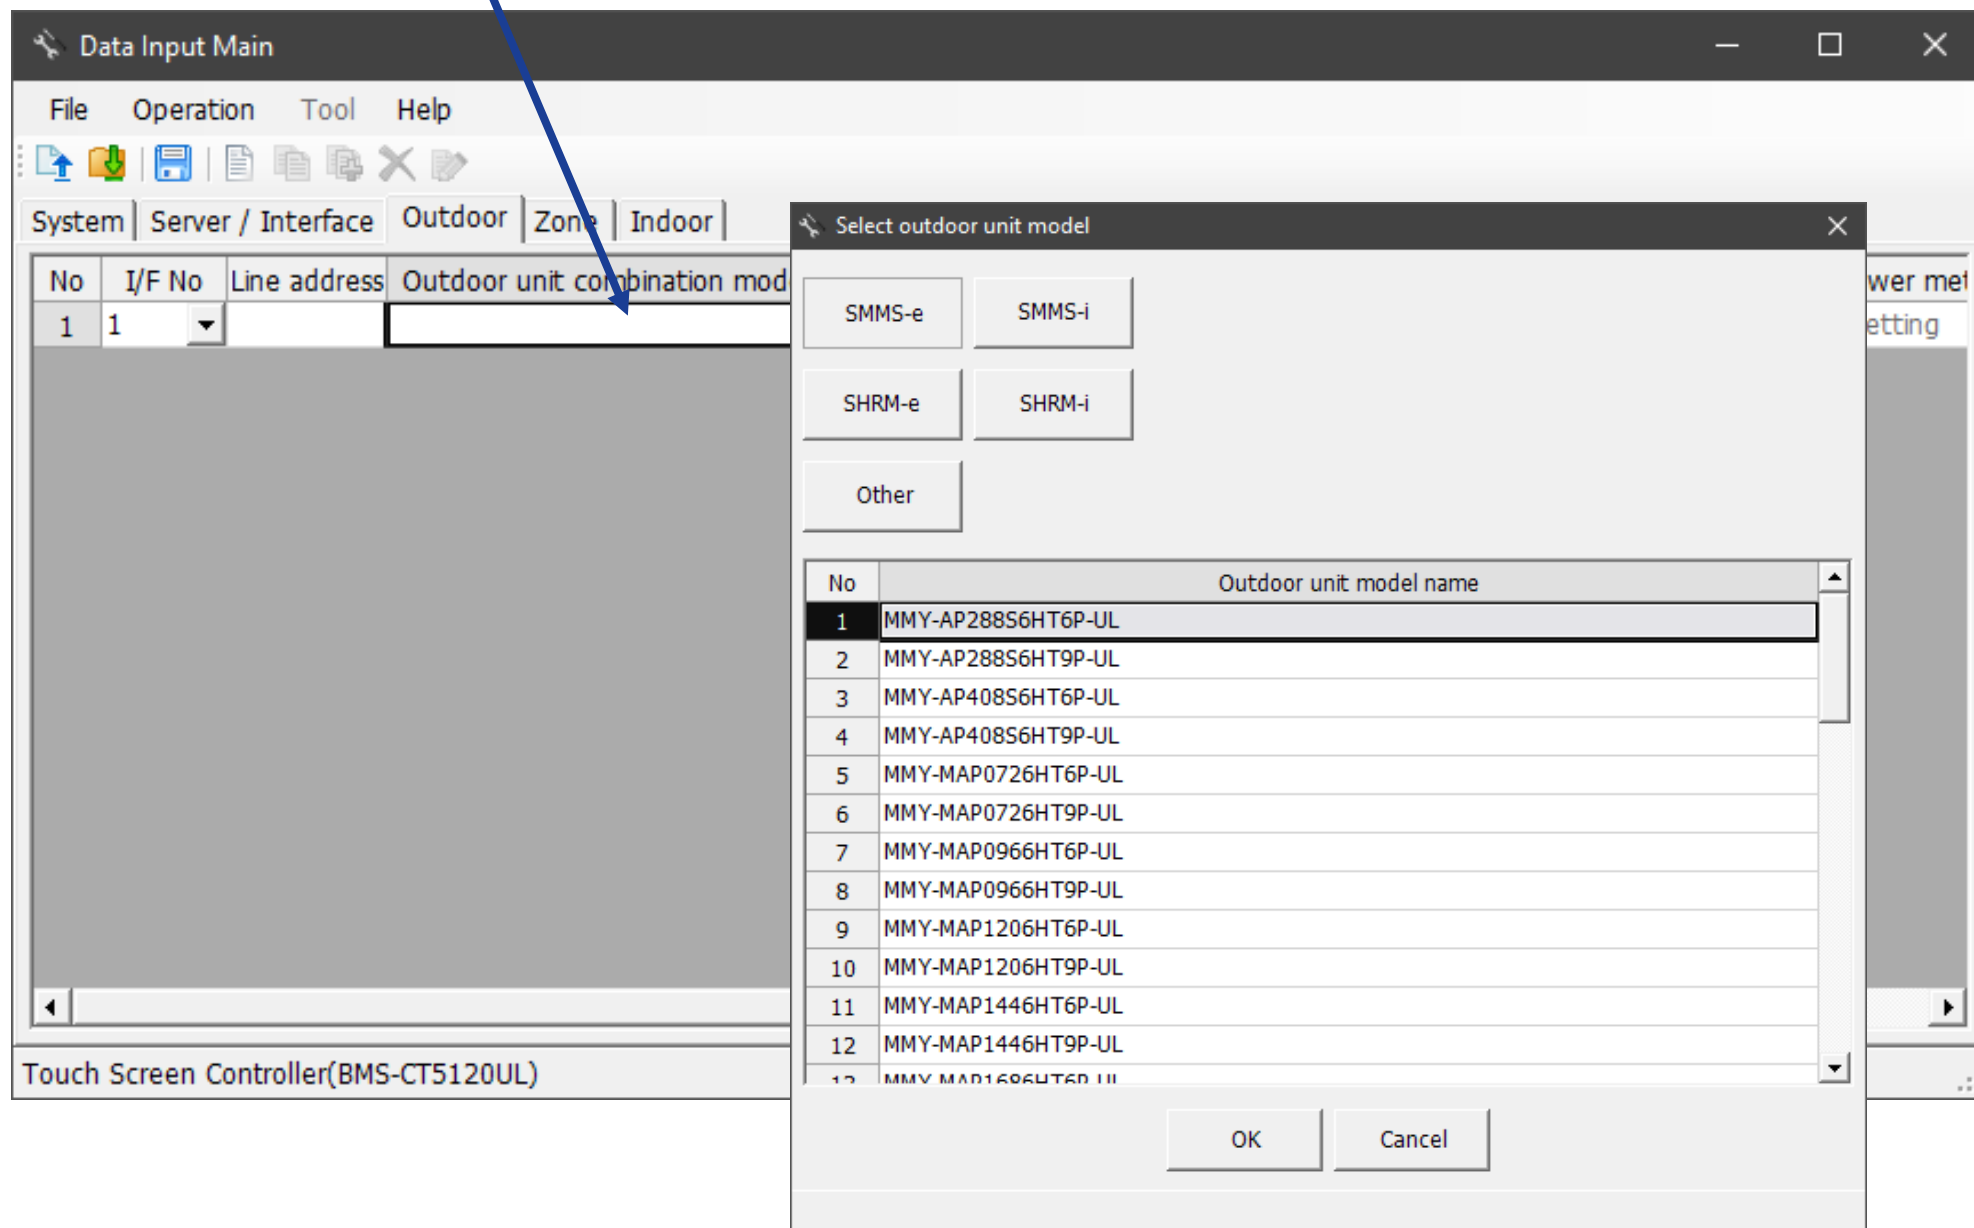 Data Input Main
File Operation Tool Help
System Server / Interface Outdoor Zone Indoor
No I/F No Line address Outdoor unit combination mod
wer met
1 1
etting
Select outdoor unit model
SMMS-e SMMS-i
SHRM-e SHRM-i
Other
No Outdoor unit model name
1 MMY-AP288S6HT6P-UL
2 MMY-AP288S6HT9P-UL
3 MMY-AP408S6HT6P-UL
4 MMY-AP408S6HT9P-UL
5 MMY-MAP0726HT6P-UL
6 MMY-MAP0726HT9P-UL
7 MMY-MAP0966HT6P-UL
8 MMY-MAP0966HT9P-UL
9 MMY-MAP1206HT6P-UL
10 MMY-MAP1206HT9P-UL
11 MMY-MAP1446HT6P-UL
12 MMY-MAP1446HT9P-UL
13 MMY-MAP1686HT6P-UL
OK Cancel
Touch Screen Controller(BMS-CT5120UL)